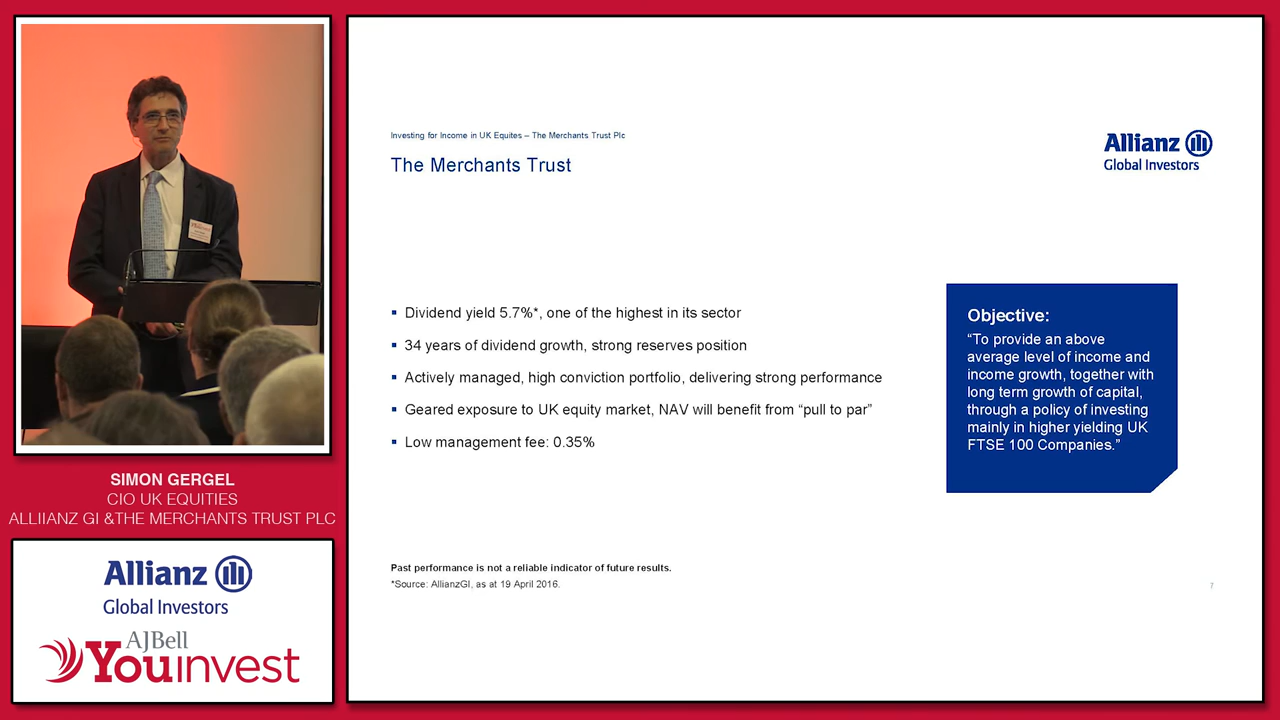 SIMON GERGEL
CIO UK EQUITIES
ALLIIANZ GI &THE MERCHANTS TRUST PLC
Allianz
Global Investors
AJBell
Youinvest
Investing for Income in UK Equites – The Merchants Trust Plc
The Merchants Trust
Allianz
Global Investors
▪ Dividend yield 5.7%*, one of the highest in its sector
▪ 34 years of dividend growth, strong reserves position
▪ Actively managed, high conviction portfolio, delivering strong performance
▪ Geared exposure to UK equity market, NAV will benefit from “pull to par”
▪ Low management fee: 0.35%
Objective:
“To provide an above
average level of income and
income growth, together with
long term growth of capital,
through a policy of investing
mainly in higher yielding UK
FTSE 100 Companies.”
Past performance is not a reliable indicator of future results.
*Source: AllianzGI, as at 19 April 2016.